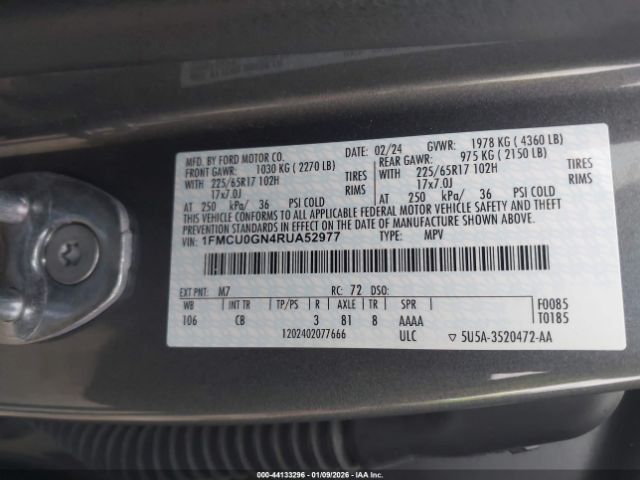 MFD. BY FORD MOTOR CO.
DATE: 02/24 GVWR: 1978 KG ( 4360 LB)
FRONT GAWR: 1030 KG ( 2270 LB)
REAR GAWR: 975 KG ( 2150 LB)
WITH 225/65R17 102H TIRES
WITH 225/65R17 102H TIRES
17x7.0J RIMS
17x7.0J RIMS
AT 250 kPa/ 36 PSI COLD
AT 250 kPa/ 36 PSI COLD
THIS VEHICLE CONFORMS TO ALL APPLICABLE FEDERAL MOTOR VEHICLE SAFETY AND THEFT
PREVENTION STANDARDS IN EFFECT ON THE DATE OF MANUFACTURE SHOWN ABOVE.
VIN: 1FMCU0GN4RUA52977
TYPE: MPV
EXT PNT: M7 RC: 72 DSO:
WB INT TR TP/PS R AXLE TR SPR
106 CB 3 81 8 AAAA
F0085
T0185
1202402077666 ULC ▽ 5U5A-3520472-AA
000-44133296 - 01/09/2026 - IAA Inc.